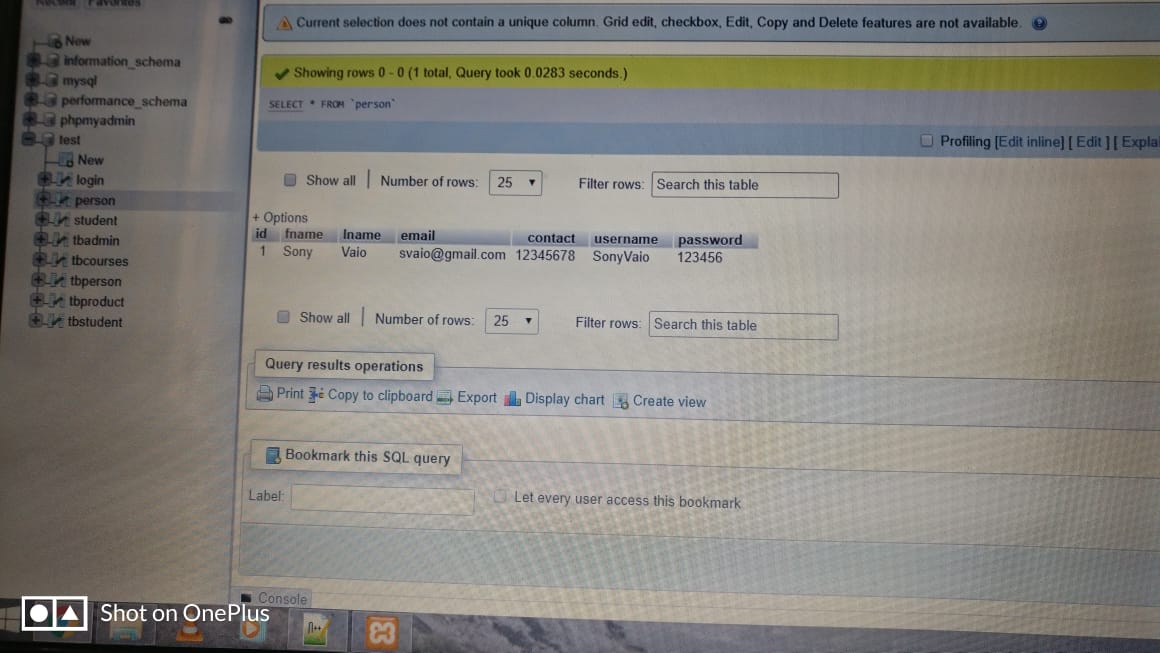 Recent Favorites
New
information_schema
mysql
performance_schema
phpmyadmin
test
New
login
person
student
tbadmin
tbcourses
tbperson
tbproduct
tbstudent
Current selection does not contain a unique column. Grid edit, checkbox, Edit, Copy and Delete features are not available.
Showing rows 0 - 0 (1 total, Query took 0.0283 seconds.)
SELECT * FROM `person`
Profiling [Edit inline] [ Edit ] [ Expla
Show all Number of rows: 25 Filter rows: Search this table
+ Options
id fname lname email contact username password
1 Sony Vaio svaio@gmail.com 12345678 SonyVaio 123456
Show all Number of rows: 25 Filter rows: Search this table
Query results operations
Print Copy to clipboard Export Display chart Create view
Bookmark this SQL query
Label: Let every user access this bookmark
Console
Shot on OnePlus